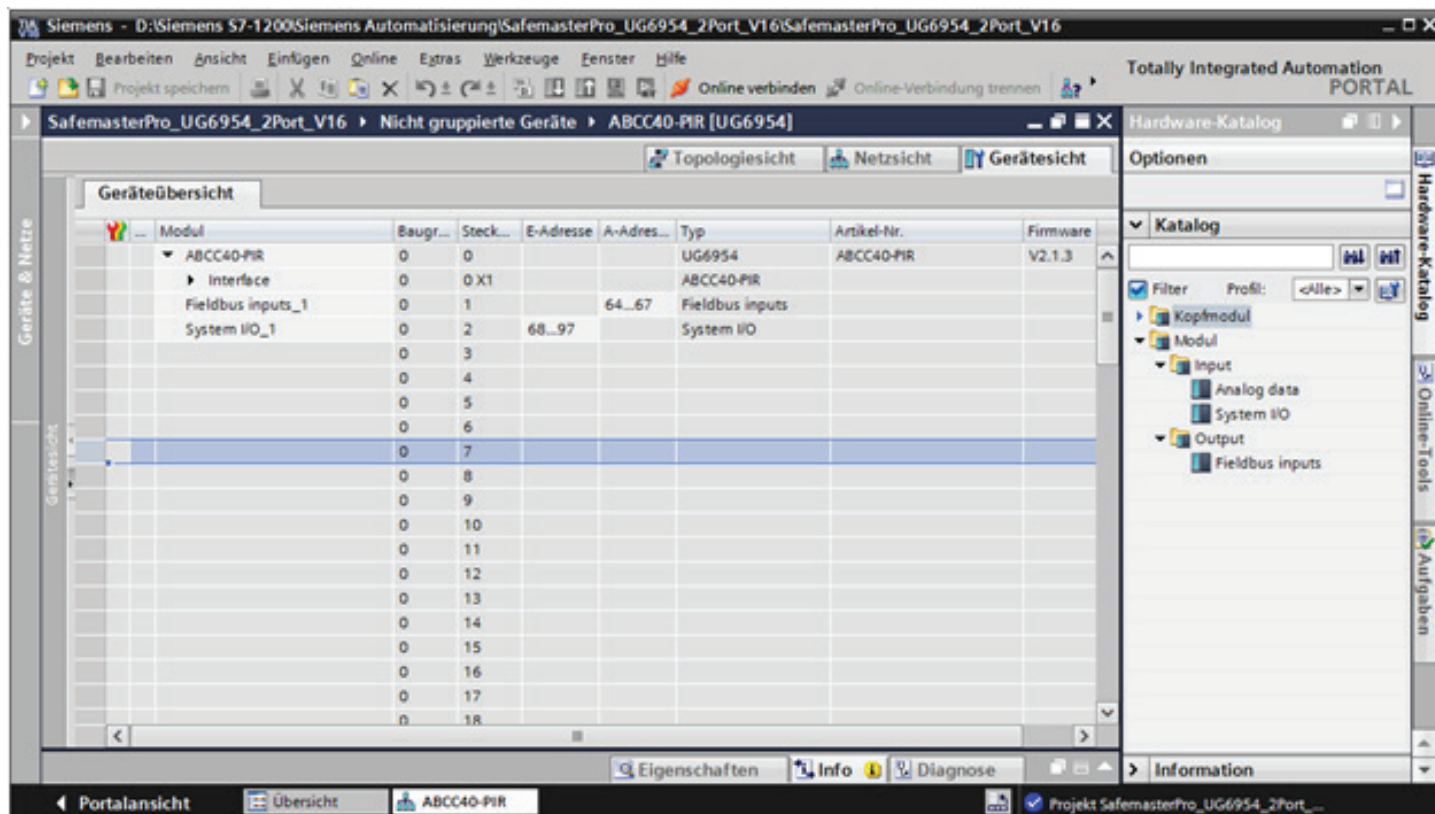 Siemens - D:\Siemens S7-1200\Siemens Automatisierung\SafemasterPro_UG6954_2Port_V16\SafemasterPro_UG6954_2Port_V16
Projekt Bearbeiten Ansicht Einfügen Online Extras Werkzeuge Fenster Hilfe
Totally Integrated Automation
PORTAL
Projekt speichern Online verbinden Online-Verbindung trennen
SafemasterPro_UG6954_2Port_V16 Nicht gruppierte Geräte ABCC40-PIR [UG6954]
Hardware-Katalog
Topologiesicht Netzsicht Gerätesicht
Optionen
Geräteübersicht
... Modul Baugr... Steck... E-Adresse A-Adres... Typ Artikel-Nr. Firmware
ABCC40-PIR 0 0 UG6954 ABCC40-PIR V2.1.3
Interface 0 0 X1 ABCC40-PIR
Fieldbus inputs_1 0 1 64...67 Fieldbus inputs
System I/O_1 0 2 68...97 System I/O
0 3
0 4
0 5
0 6
0 7
0 8
0 9
0 10
0 11
0 12
0 13
0 14
0 15
0 16
0 17
0 18
Katalog
Filter Profil: <Alle>
Kopfmodul
Modul
Input
Analog data
System I/O
Output
Fieldbus inputs
Information
Geräte & Netze
Gerätesicht
Hardware-Katalog
Online-Tools
Aufgaben
Eigenschaften Info Diagnose
Portalansicht Übersicht ABCC40-PIR
Projekt SafemasterPro_UG6954_2Port_...